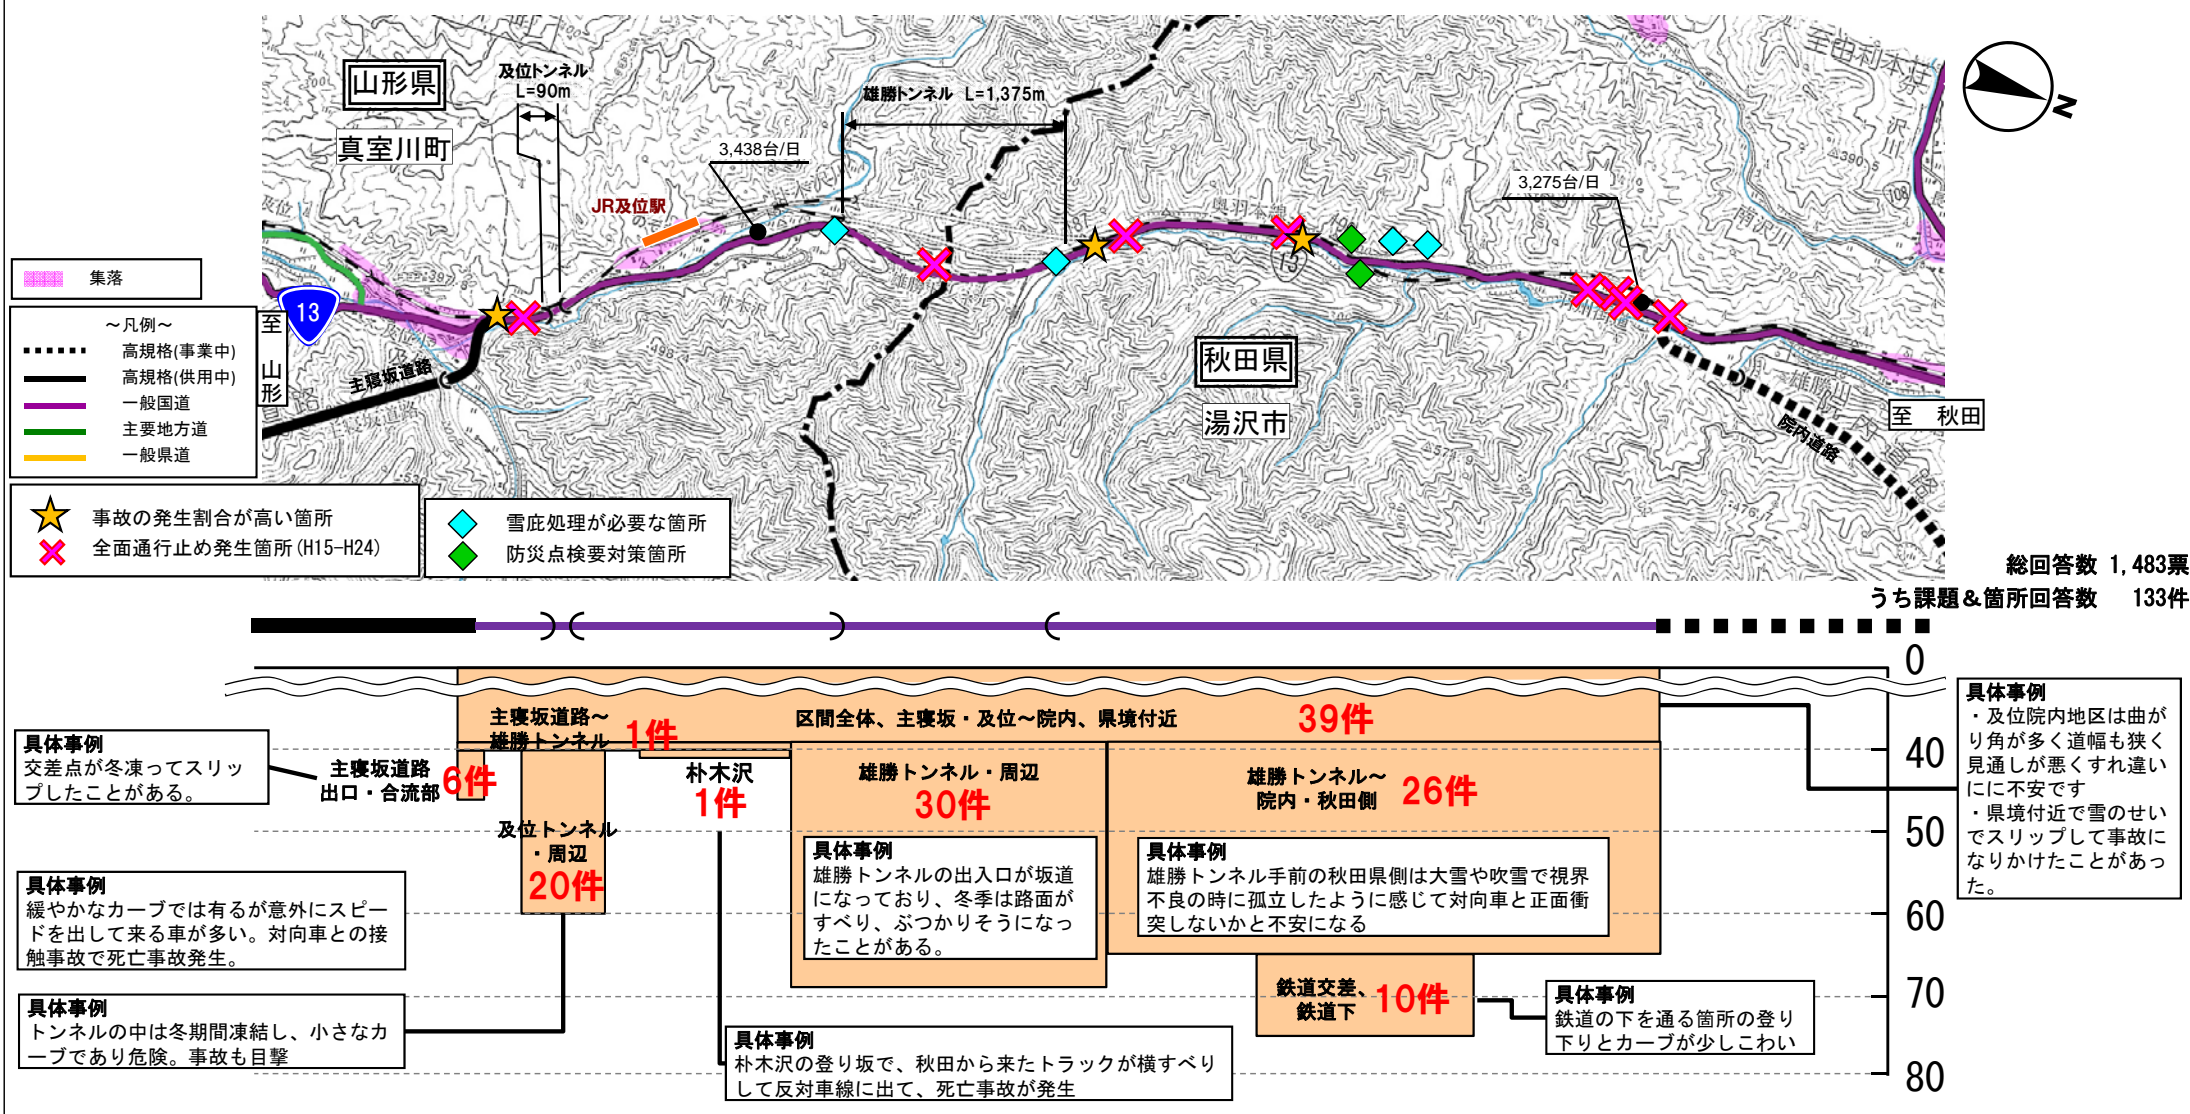 山形県
真室川町
及位トンネル
L=90m
雄勝トンネル L=1,375m
3,438台/日
JR及位駅
3,275台/日
至由利本荘
N
108
奥羽本線
13
13
主寝坂道路
秋田県
湯沢市
院内道路
至 山形
至 秋田
集落
～凡例～
高規格(事業中)
高規格(供用中)
一般国道
主要地方道
一般県道
事故の発生割合が高い箇所
全面通行止め発生箇所(H15-H24)
雪庇処理が必要な箇所
防災点検要対策箇所
総回答数 1,483票
うち課題&箇所回答数 133件
0
40
50
60
70
80
主寝坂道路～
雄勝トンネル
1件
区間全体、主寝坂・及位～院内、県境付近
39件
主寝坂道路
出口・合流部
6件
及位トンネル
・周辺
20件
朴木沢
1件
雄勝トンネル・周辺
30件
雄勝トンネル～
院内・秋田側
26件
鉄道交差、
鉄道下
10件
具体事例
交差点が冬凍ってスリッ
プしたことがある。
具体事例
緩やかなカーブでは有るが意外にスピー
ドを出して来る車が多い。対向車との接
触事故で死亡事故発生。
具体事例
トンネルの中は冬期間凍結し、小さなカ
ーブであり危険。事故も目撃
具体事例
朴木沢の登り坂で、秋田から来たトラックが横すべり
して反対車線に出て、死亡事故が発生
具体事例
雄勝トンネルの出入口が坂道
になっており、冬季は路面が
すべり、ぶつかりそうになっ
たことがある。
具体事例
雄勝トンネル手前の秋田県側は大雪や吹雪で視界
不良の時に孤立したように感じて対向車と正面衝
突しないかと不安になる
具体事例
鉄道の下を通る箇所の登り
下りとカーブが少しこわい
具体事例
・及位院内地区は曲が
り角が多く道幅も狭く
見通しが悪くすれ違い
にに不安です
・県境付近で雪のせい
でスリップして事故に
なりかけたことがあっ
た。